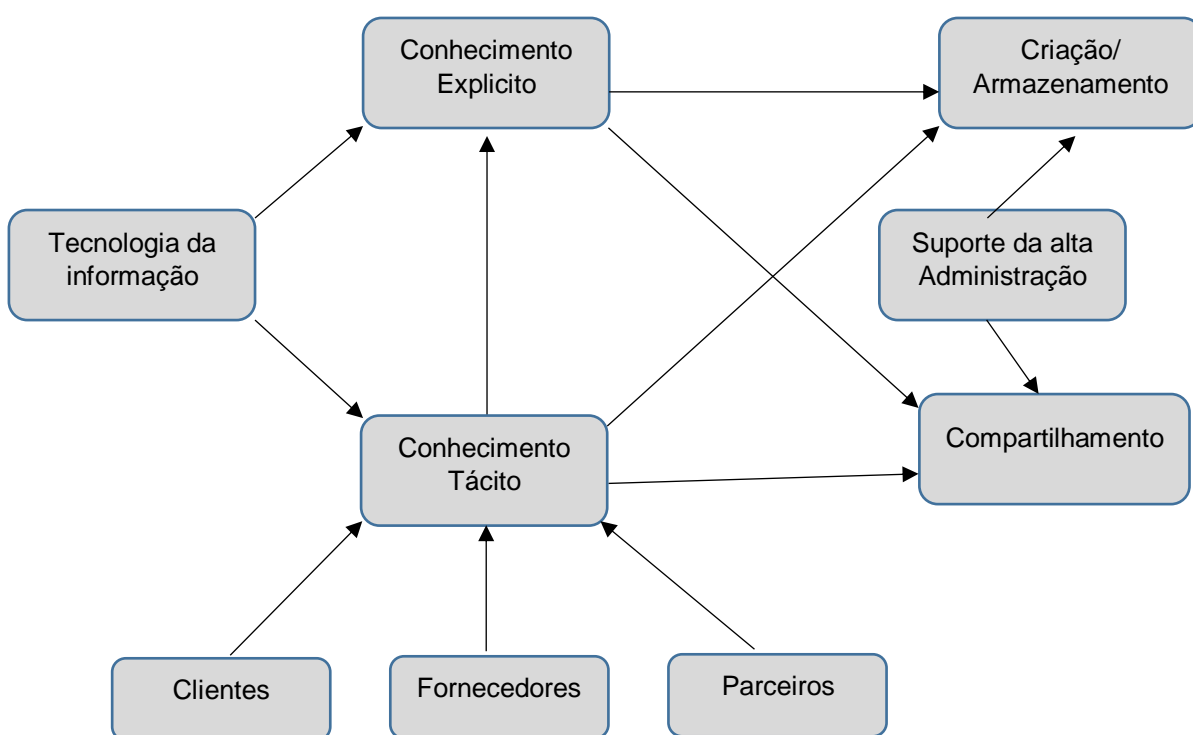 Conhecimento
Explicito
Criação/
Armazenamento
Tecnologia da
informação
Suporte da alta
Administração
Conhecimento
Tácito
Compartilhamento
Clientes
Fornecedores
Parceiros